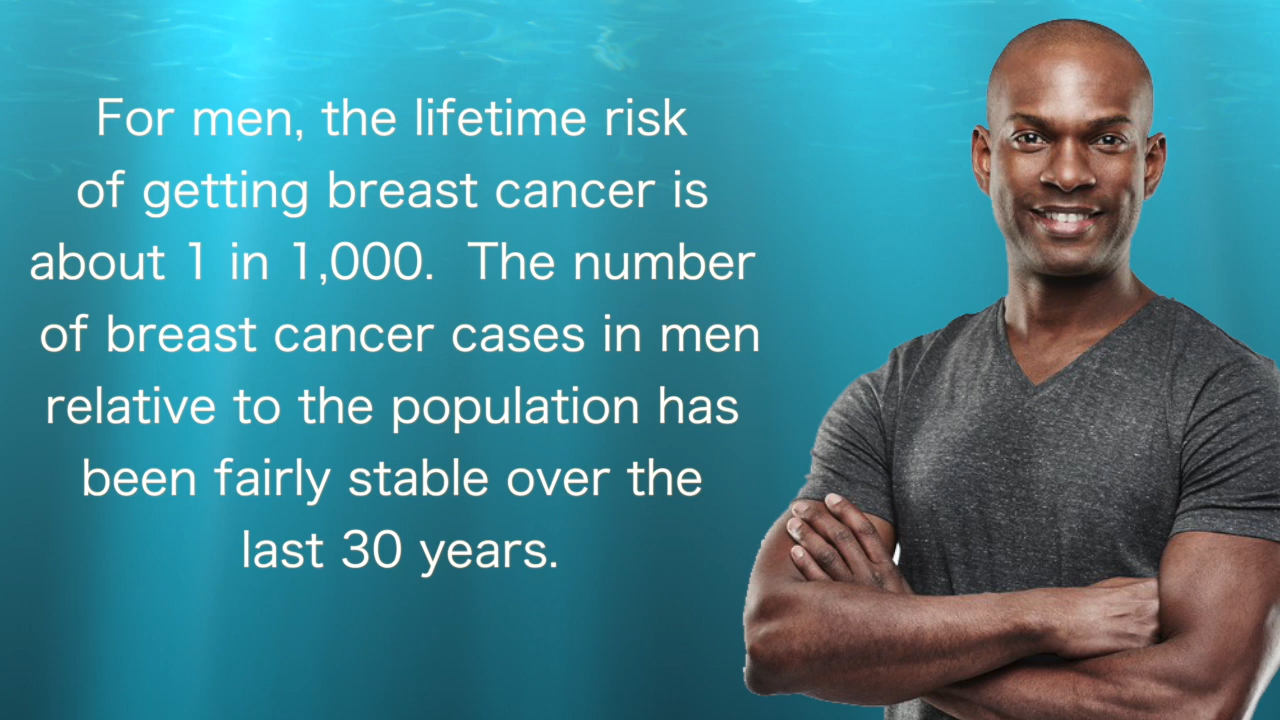 For men, the lifetime risk
of getting breast cancer is
about 1 in 1,000.  The number
of breast cancer cases in men
relative to the population has
been fairly stable over the
last 30 years.